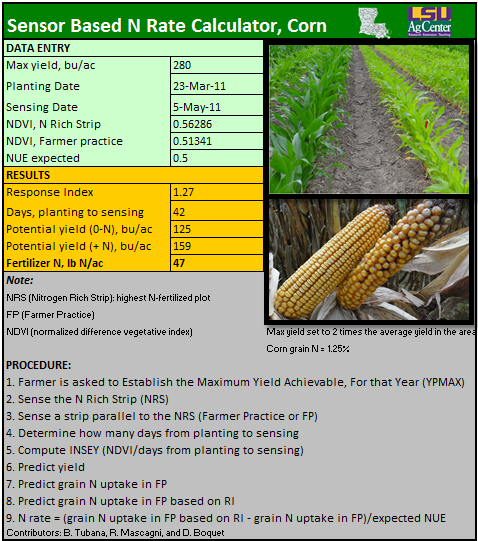 Sensor Based N Rate Calculator, Corn
LSU
AgCenter
Research Extension Teaching
DATA ENTRY
Max yield, bu/ac 280
Planting Date 23-Mar-11
Sensing Date 5-May-11
NDVI, N Rich Strip 0.56286
NDVI, Farmer practice 0.51341
NUE expected 0.5
RESULTS
Response Index 1.27
Days, planting to sensing 42
Potential yield (0-N), bu/ac 125
Potential yield (+ N), bu/ac 159
Fertilizer N, lb N/ac 47
Note:
NRS (Nitrogen Rich Strip): highest N-fertilized plot
FP (Farmer Practice)
NDVI (normalized difference vegetative index) Max yield set to 2 times the average yield in the area
Corn grain N = 1.25%
PROCEDURE:
1. Farmer is asked to Establish the Maximum Yield Achievable, For that Year (YPMAX)
2. Sense the N Rich Strip (NRS)
3. Sense a strip parallel to the NRS (Farmer Practice or FP)
4. Determine how many days from planting to sensing
5. Compute INSEY (NDVI/days from planting to sensing)
6. Predict yield
7. Predict grain N uptake in FP
8. Predict grain N uptake in FP based on RI
9. N rate = (grain N uptake in FP based on RI - grain N uptake in FP)/expected NUE
Contributors: B. Tubana, R. Mascagni, and D. Boquet